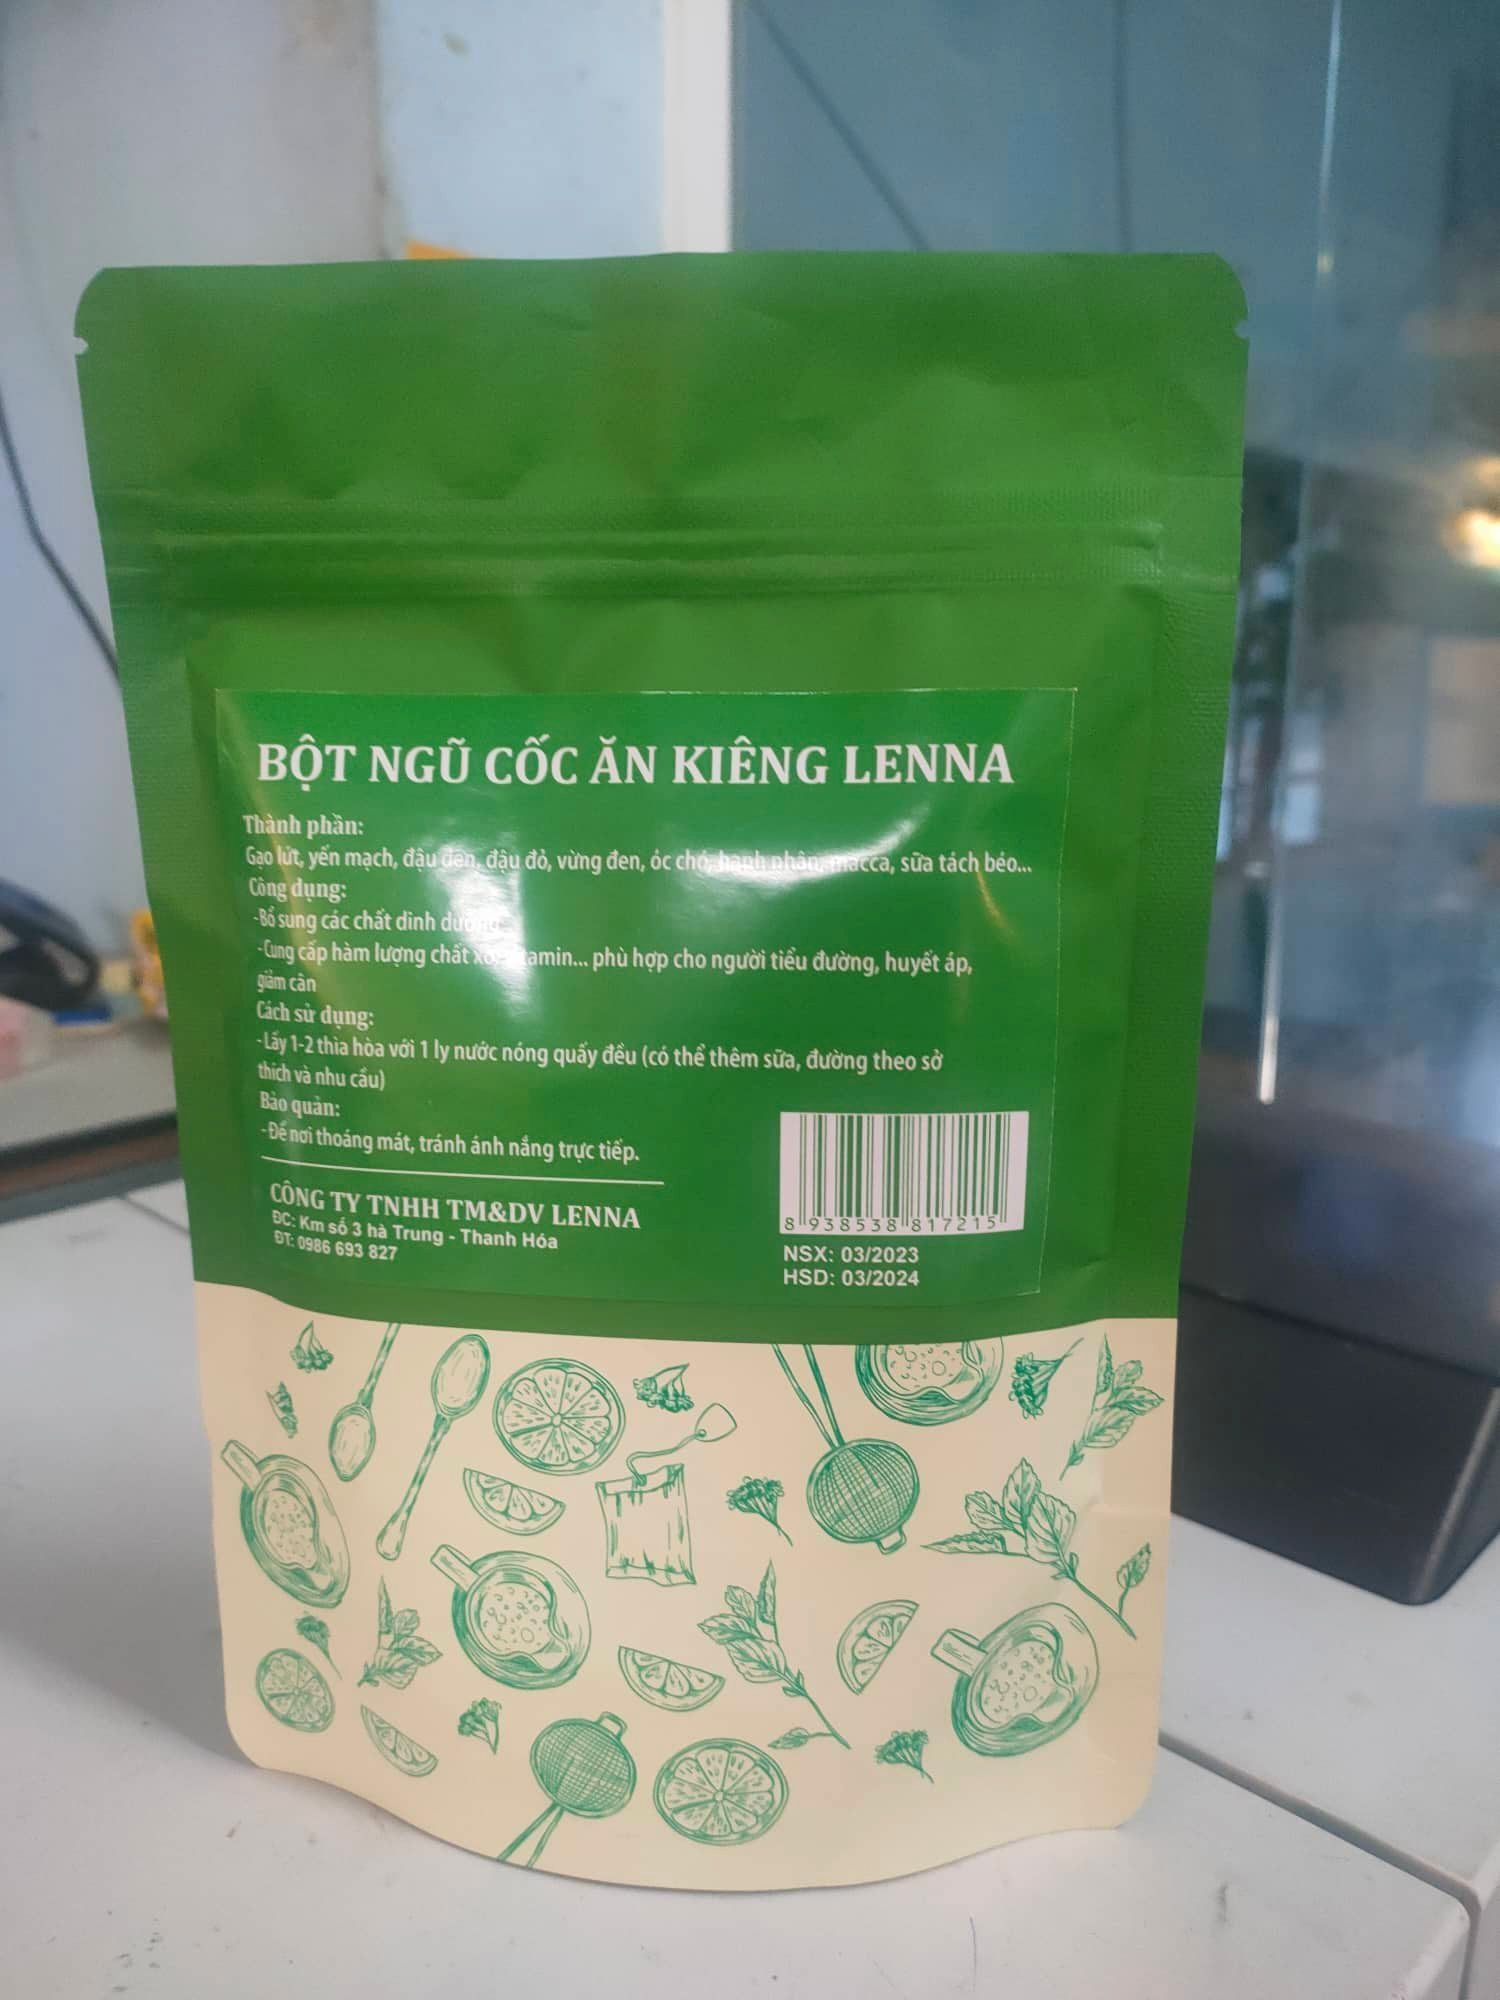 BỘT NGŨ CỐC ĂN KIÊNG LENNA
Thành phần:
Gạo lứt, yến mạch, đậu đen, đậu đỏ, vừng đen, óc chó, hạnh nhân, macca, sữa tách béo...
Công dụng:
-Bổ sung các chất dinh dưỡng
-Cung cấp hàm lượng chất xơ, vitamin... phù hợp cho người tiểu đường, huyết áp,
giảm cân
Cách sử dụng:
-Lấy 1-2 thìa hòa với 1 ly nước nóng quấy đều (có thể thêm sữa, đường theo sở
thích và nhu cầu)
Bảo quản:
-Để nơi thoáng mát, tránh ánh nắng trực tiếp.
CÔNG TY TNHH TM&DV LENNA
ĐC: Km số 3 hà Trung - Thanh Hóa
ĐT: 0986 693 827
8 938538 817215
NSX: 03/2023
HSD: 03/2024